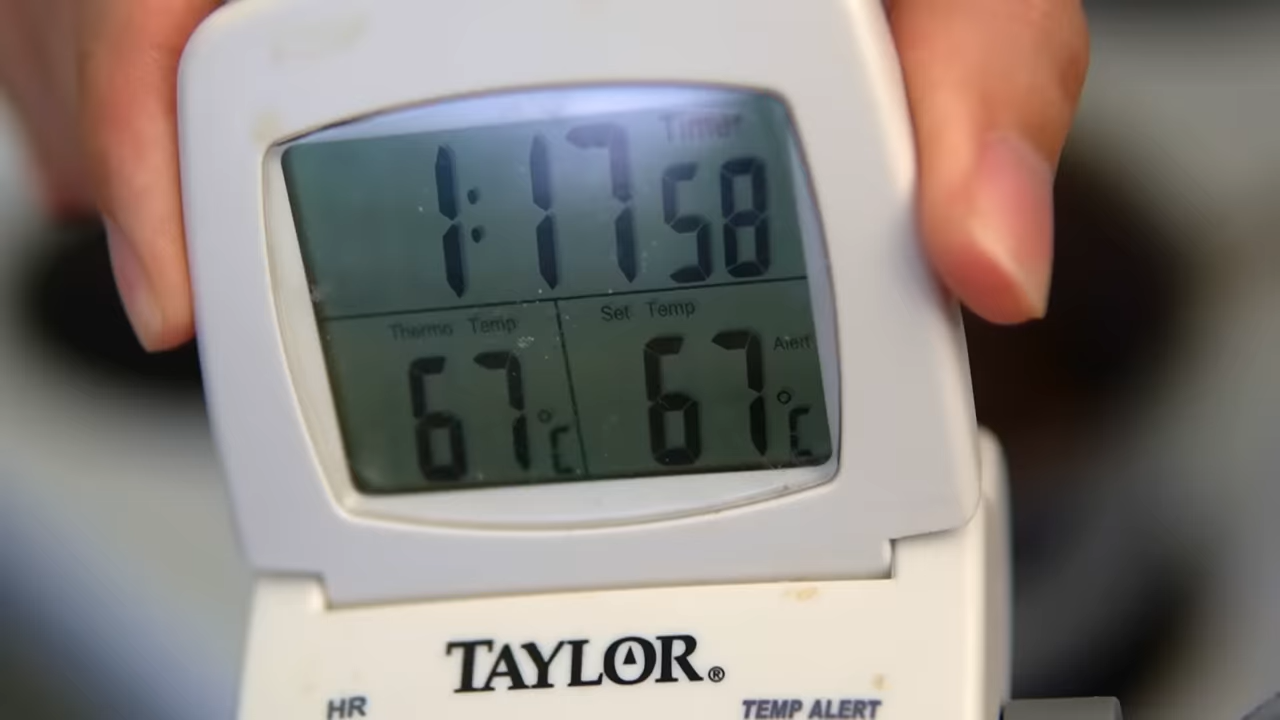 Timer
1:17 58
Thermo Temp Set Temp
Alert
67°C 67°C
TAYLOR®
HR TEMP ALERT